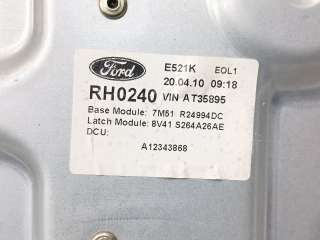 Ford E521K EOL1
20.04.10 09:18
RH0240 VIN AT35895
Base Module: 7M51 R24994DC
Latch Module: 8V41 S264A26AE
DCU:
A12343868